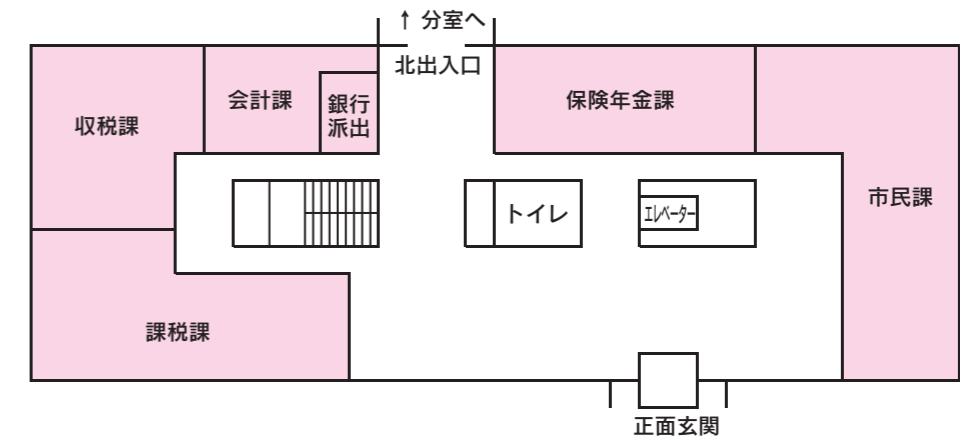 ↑ 分室へ
北出入口
収税課
会計課
銀行
派出
保険年金課
市民課
トイレ
エレベーター
課税課
正面玄関